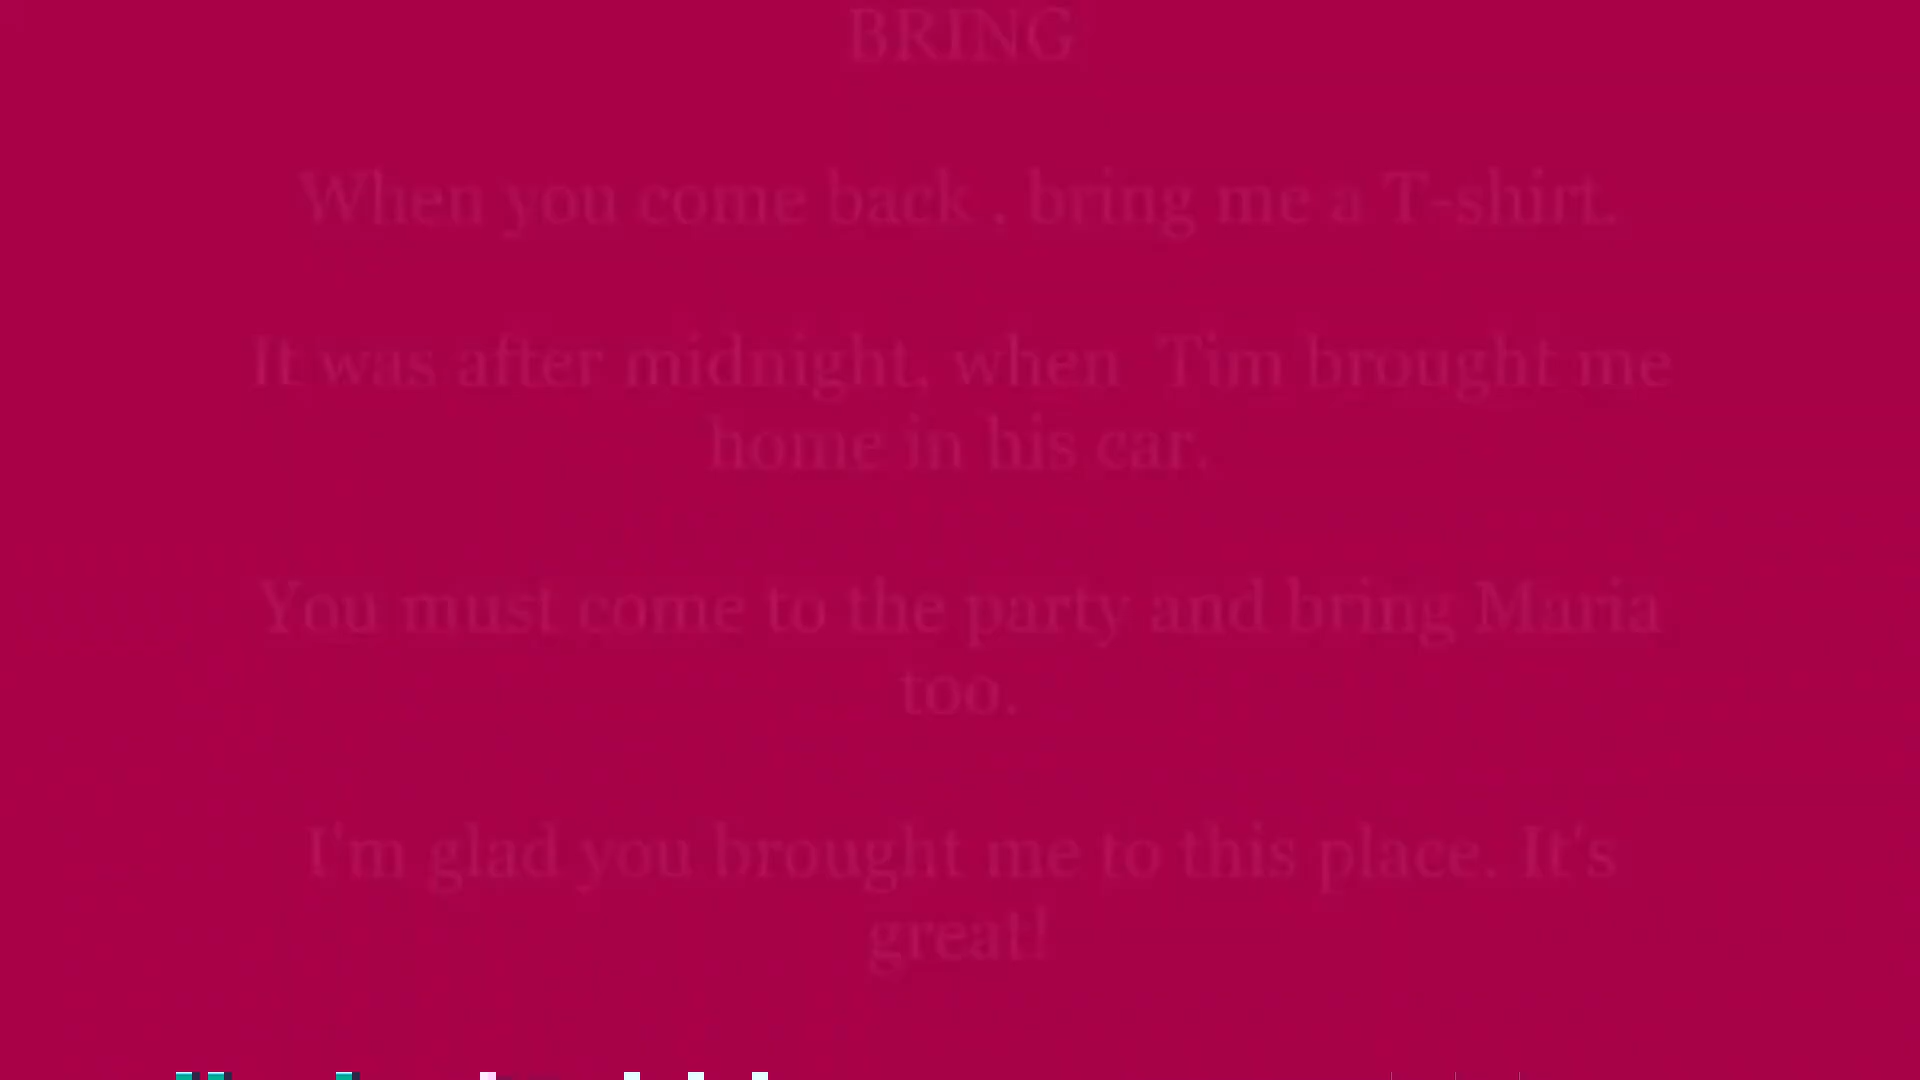 BRING
When you come back , bring me a T-shirt.
It was after midnight, when Tim brought me
home in his car.
You must come to the party and bring Maria
too.
I'm glad you brought me to this place. It's
great!